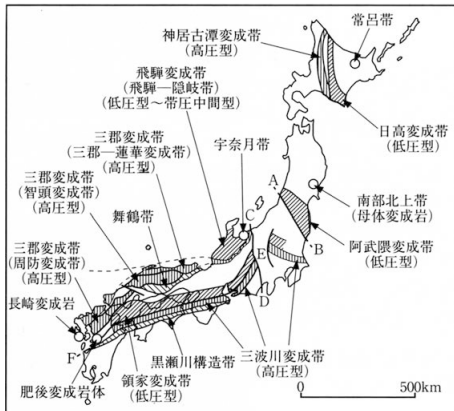 神居古潭変成帯
(高圧型)
常呂帯
飛騨変成帯
(飛騨―隠岐帯)
(低圧型〜帯圧中間型)
日高変成帯
(低圧型)
三郡変成帯
(三郡―蓮華変成帯)
(高圧型)
宇奈月帯
A
三郡変成帯
(智頭変成帯)
(高圧型)
舞鶴帯
C
南部北上帯
(母体変成岩)
B
阿武隈変成帯
(低圧型)
三郡変成帯
(周防変成帯)
(高圧型)
E
長崎変成岩
D
F
黒瀬川構造帯
三波川変成帯
(高圧型)
領家変成帯
(低圧型)
肥後変成岩体
0
500km